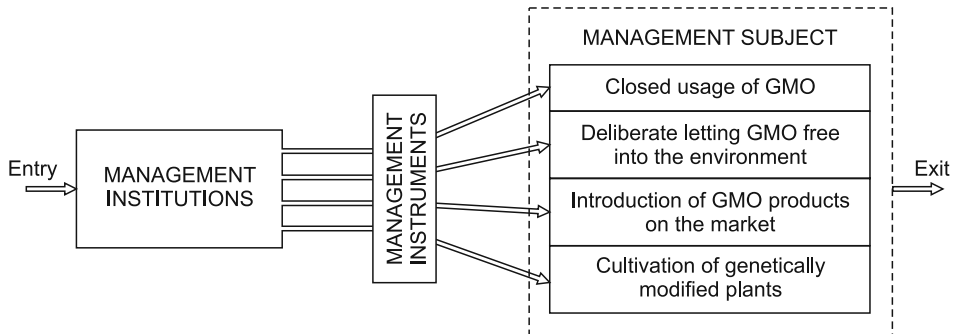 MANAGEMENT SUBJECT
Closed usage of GMO
Deliberate letting GMO free
into the environment
Entry
MANAGEMENT
INSTITUTIONS
MANAGEMENT
INSTRUMENTS
Introduction of GMO products
on the market
Cultivation of genetically
modified plants
Exit